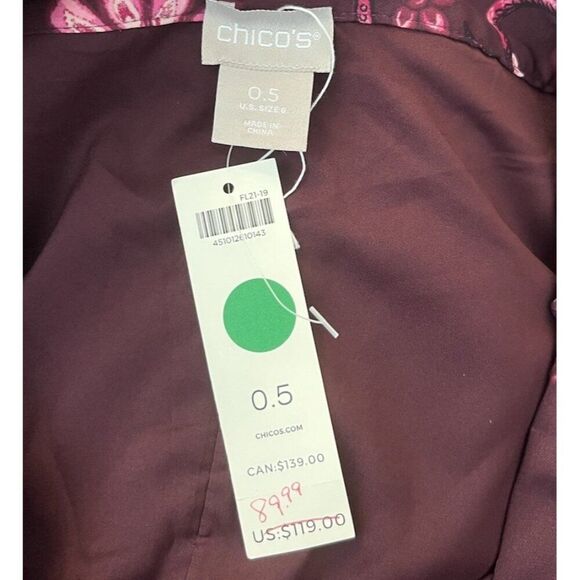 chico's®
0.5
U.S. SIZE 6
MADE IN
CHINA
FL21-19
451012610143
0.5
CHICOS.COM
CAN:$139.00
89.99
US:$119.00